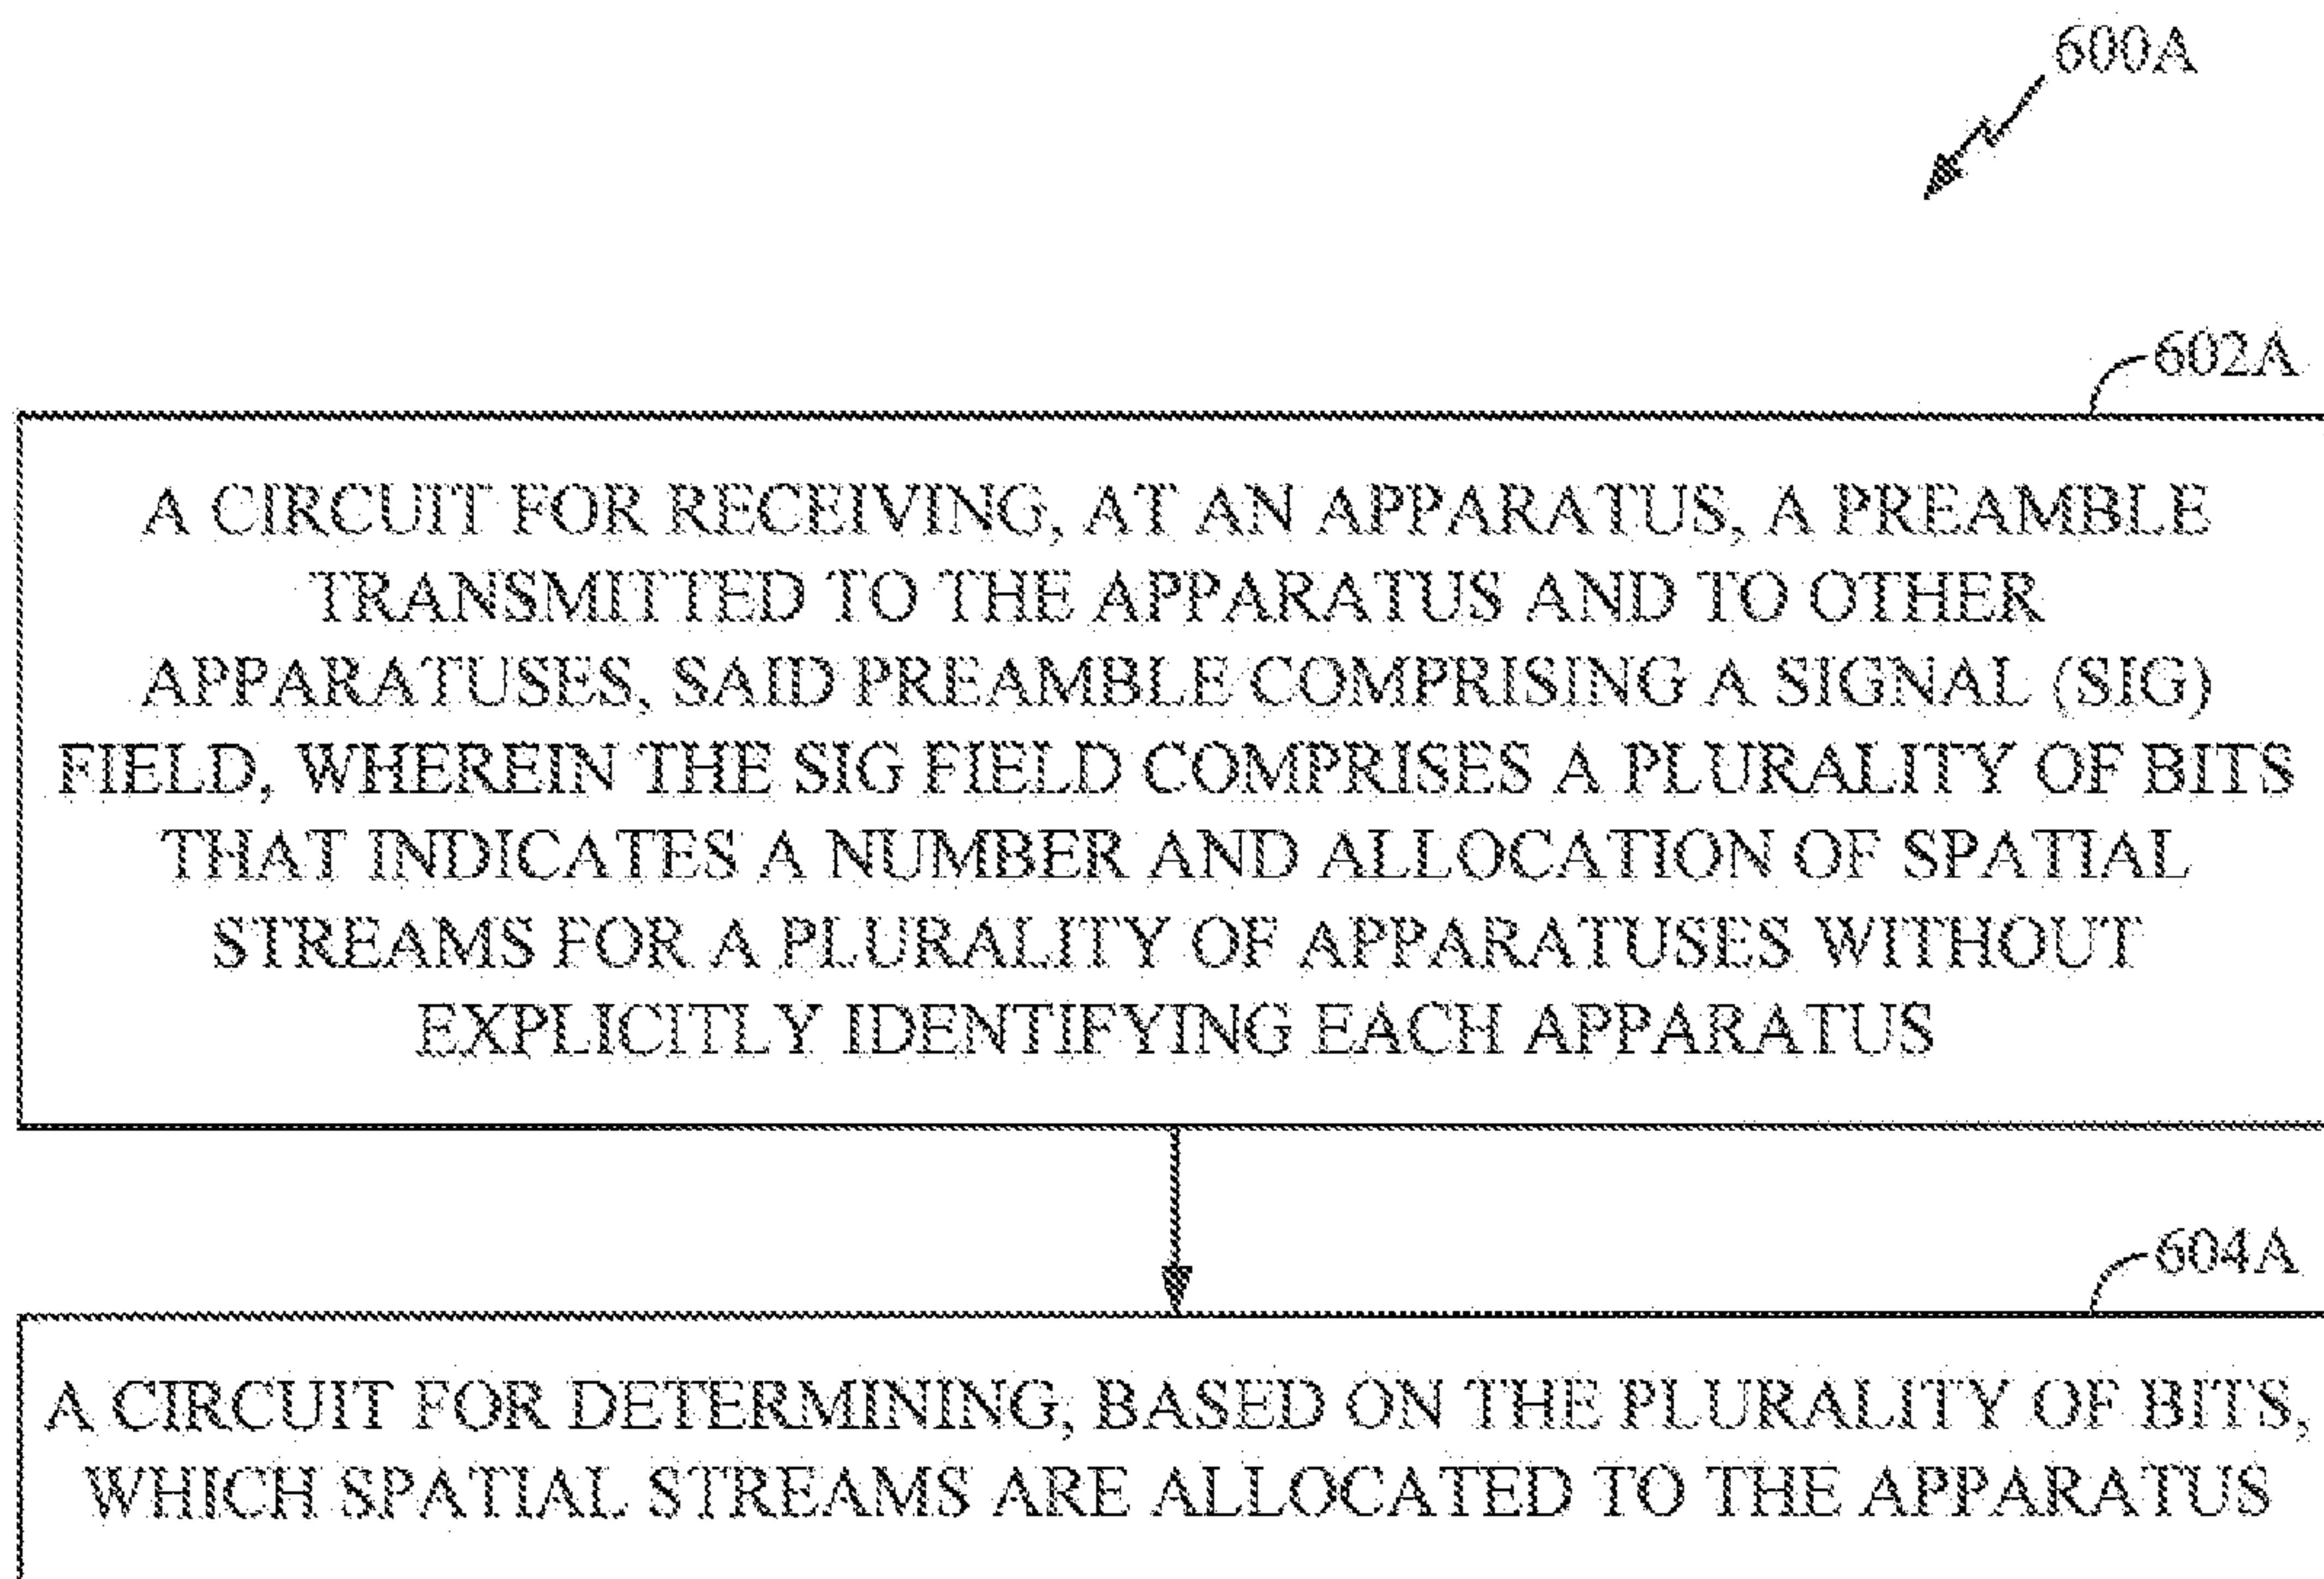 600A
602A
A CIRCUIT FOR RECEIVING, AT AN APPARATUS, A PREAMBLE
TRANSMITTED TO THE APPARATUS AND TO OTHER
APPARATUSES, SAID PREAMBLE COMPRISING A SIGNAL (SIG)
FIELD, WHEREIN THE SIG FIELD COMPRISES A PLURALITY OF BITS
THAT INDICATES A NUMBER AND ALLOCATION OF SPATIAL
STREAMS FOR A PLURALITY OF APPARATUSES WITHOUT
EXPLICITLY IDENTIFYING EACH APPARATUS
604A
A CIRCUIT FOR DETERMINING, BASED ON THE PLURALITY OF BITS,
WHICH SPATIAL STREAMS ARE ALLOCATED TO THE APPARATUS